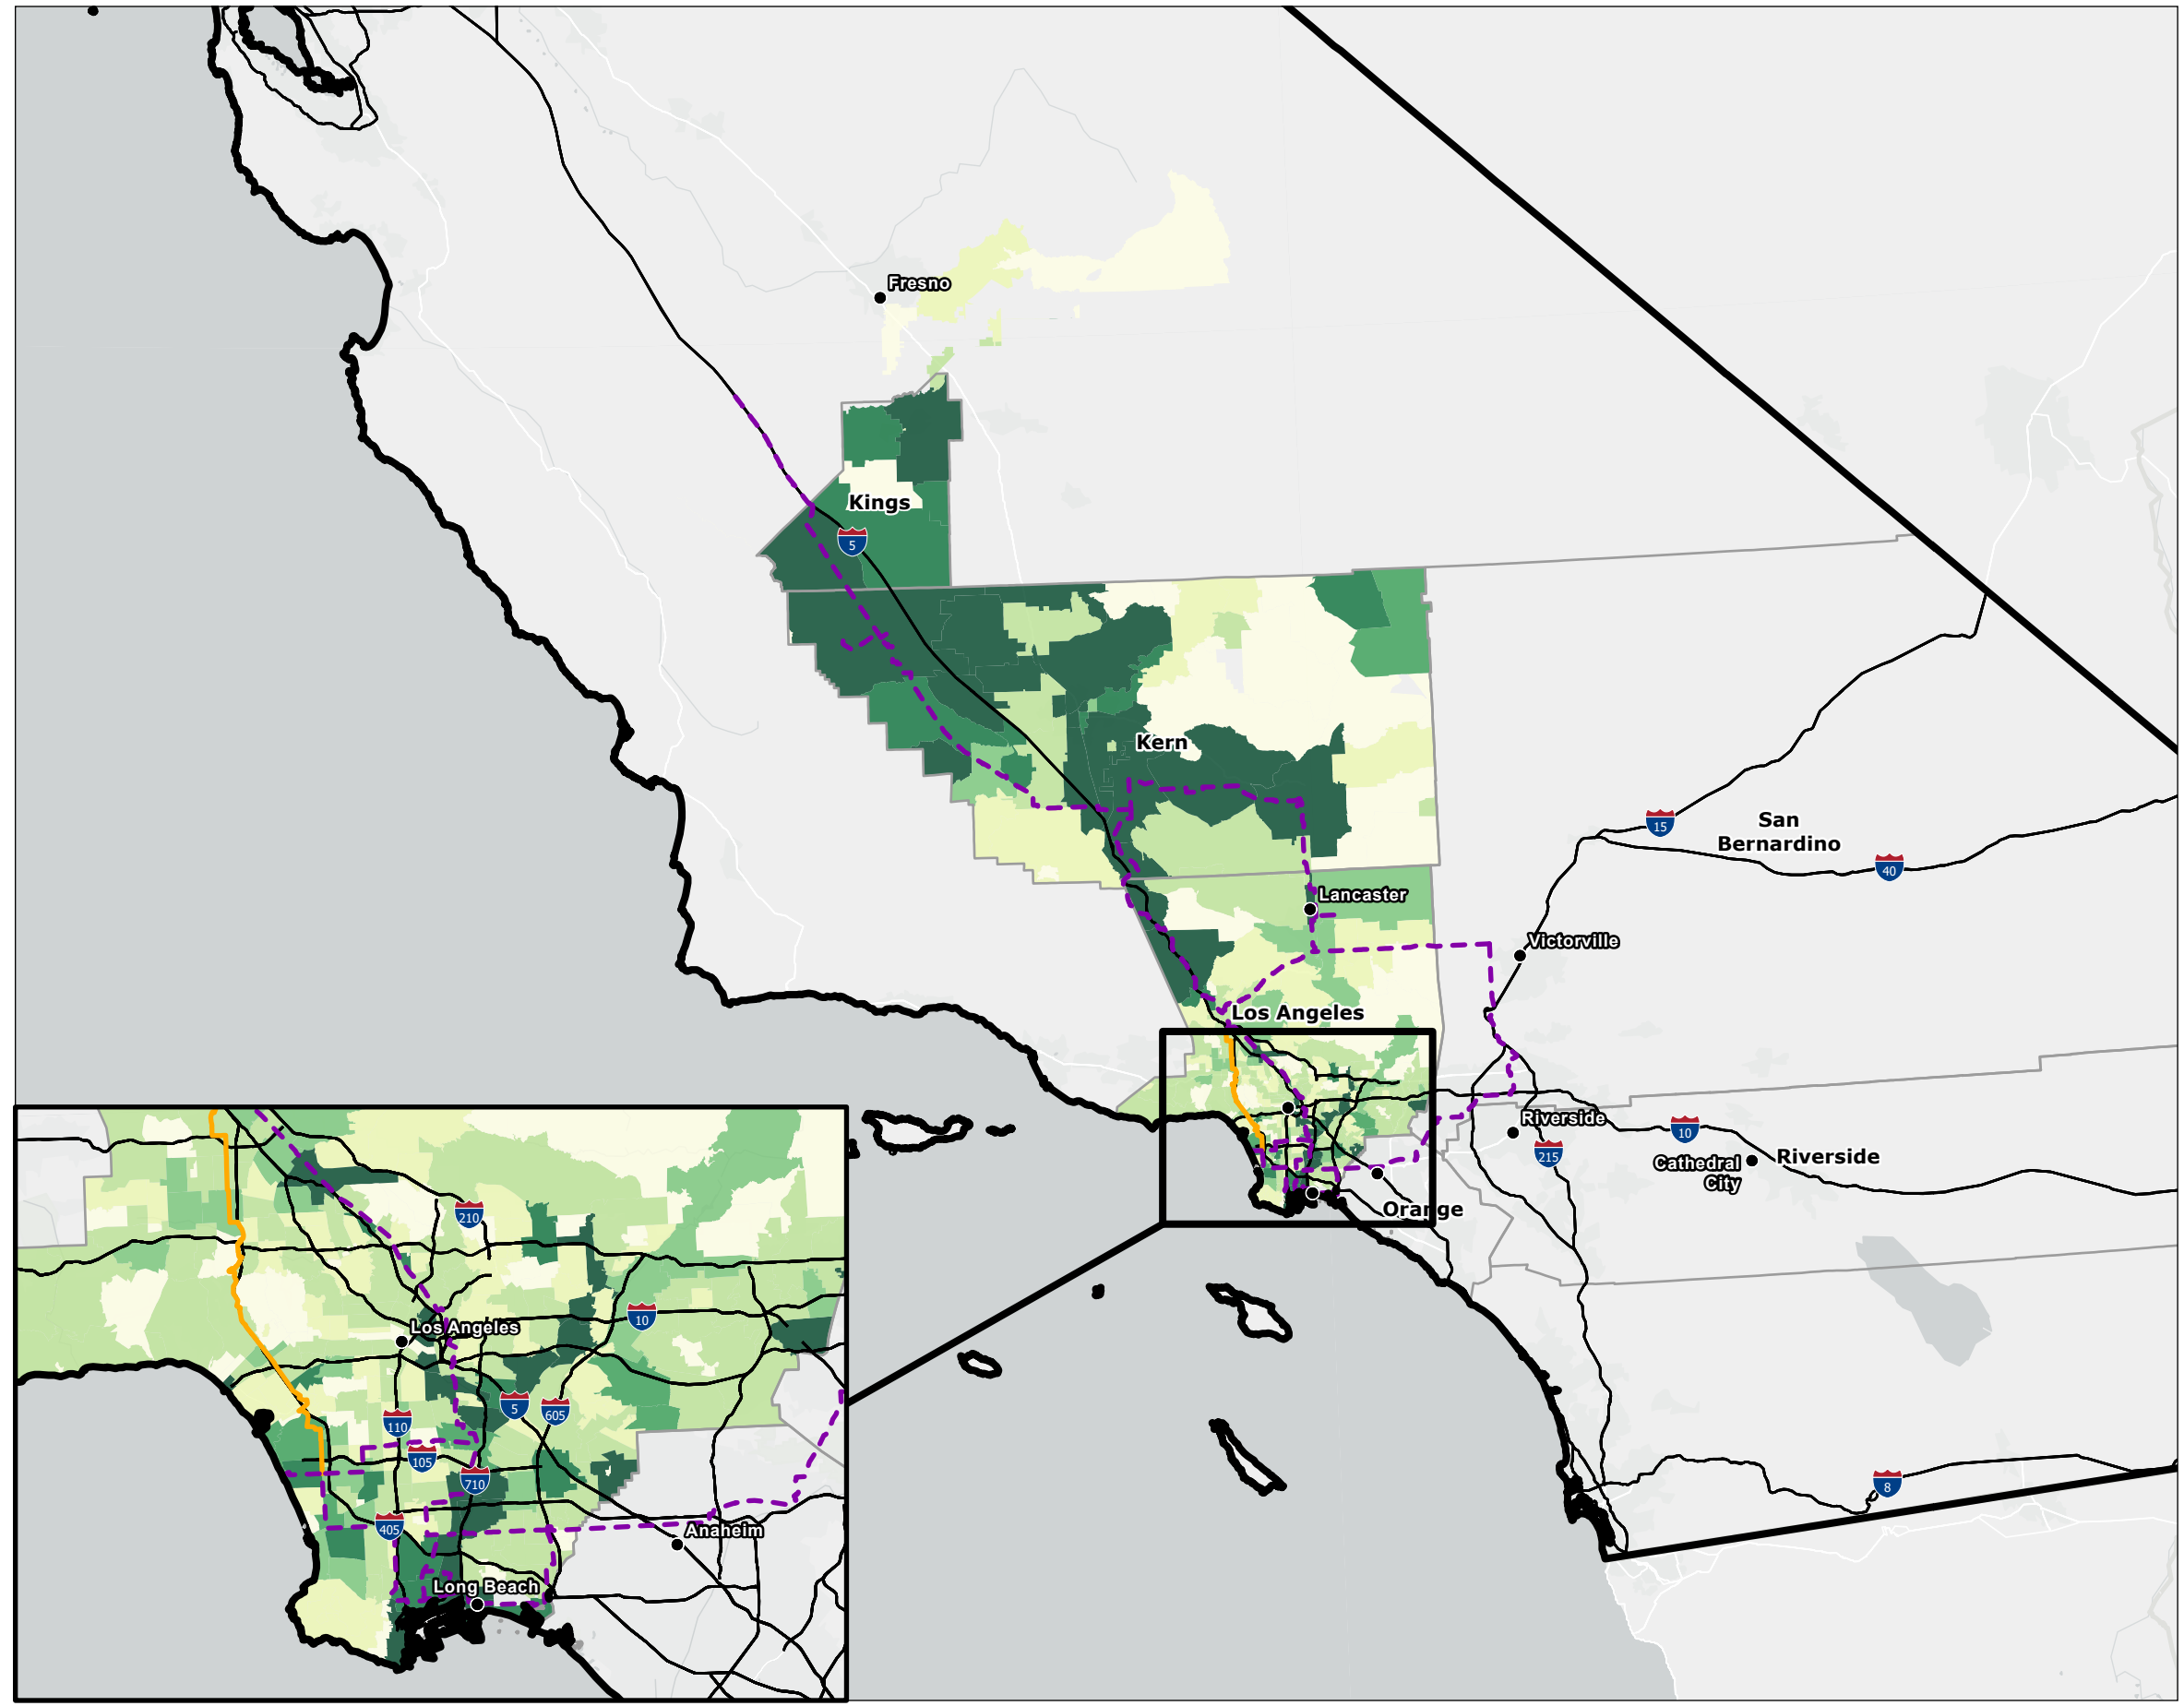 Fresno
Kings
5
Kern
15
San
Bernardino
40
Lancaster
Victorville
Los Angeles
Riverside
10
215
Cathedral
City
Riverside
Orange
210
10
Los Angeles
5
605
110
105
710
405
Anaheim
Long Beach
8